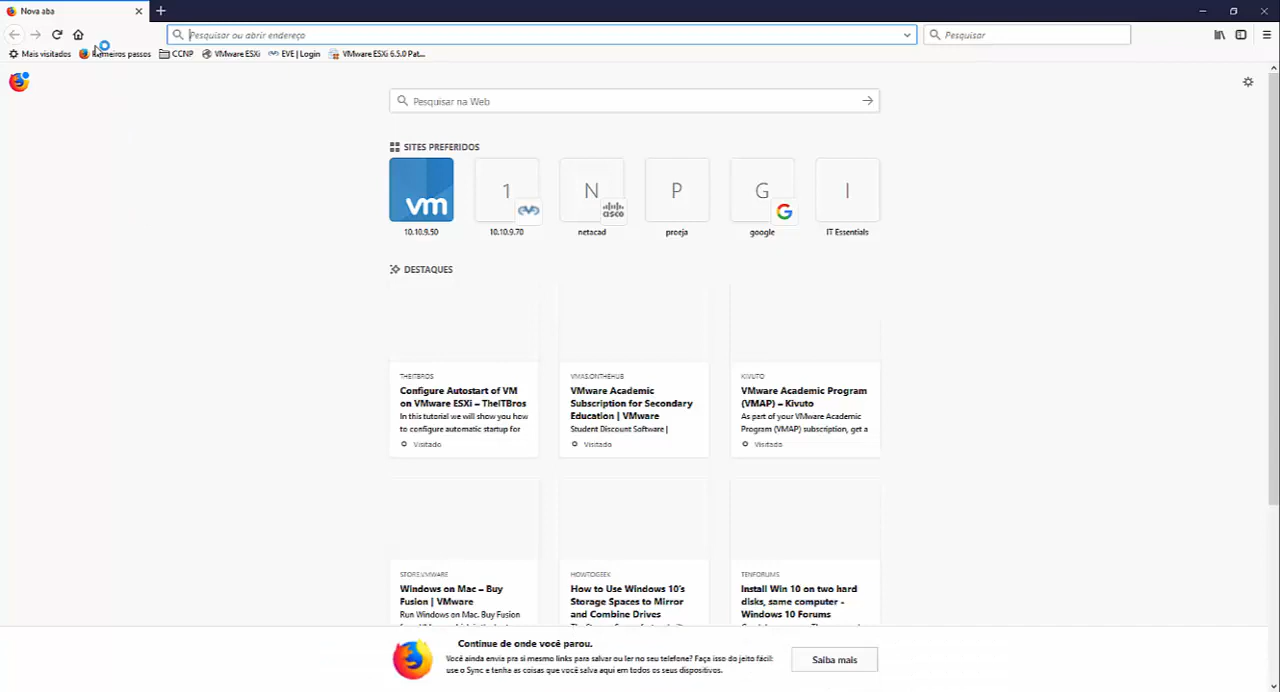 Nova aba
Pesquisar ou abrir endereço
Pesquisar
Mais visitados
Primeiros passos
CCNP
VMware ESXi
EVE | Login
VMware ESXi 6.5.0 Pat...
Pesquisar na Web
SITES PREFERIDOS
vm
1
N
cisco
P
G
G
I
10.10.9.50
10.10.9.70
netacad
proeja
google
IT Essentials
DESTAQUES
THEITBROS
Configure Autostart of VM
on VMware ESXi – TheITBros
In this tutorial we will show you how
to configure automatic startup for
Visitado
VMAS.ONTHEHUB
VMware Academic
Subscription for Secondary
Education | VMware
Student Discount Software |
Visitado
KIVUTO
VMware Academic Program
(VMAP) – Kivuto
As part of your VMware Academic
Program (VMAP) subscription, get a
Visitado
STORE.VMWARE
Windows on Mac – Buy
Fusion | VMware
Run Windows on Mac. Buy Fusion
HOWTOGEEK
How to Use Windows 10's
Storage Spaces to Mirror
and Combine Drives
TENFORUMS
Install Win 10 on two hard
disks, same computer -
Windows 10 Forums
Continue de onde você parou.
Você ainda envia pra si mesmo links para salvar ou ler no seu telefone? Faça isso do jeito fácil:
use o Sync e tenha as coisas que você salva aqui em todos os seus dispositivos.
Saiba mais